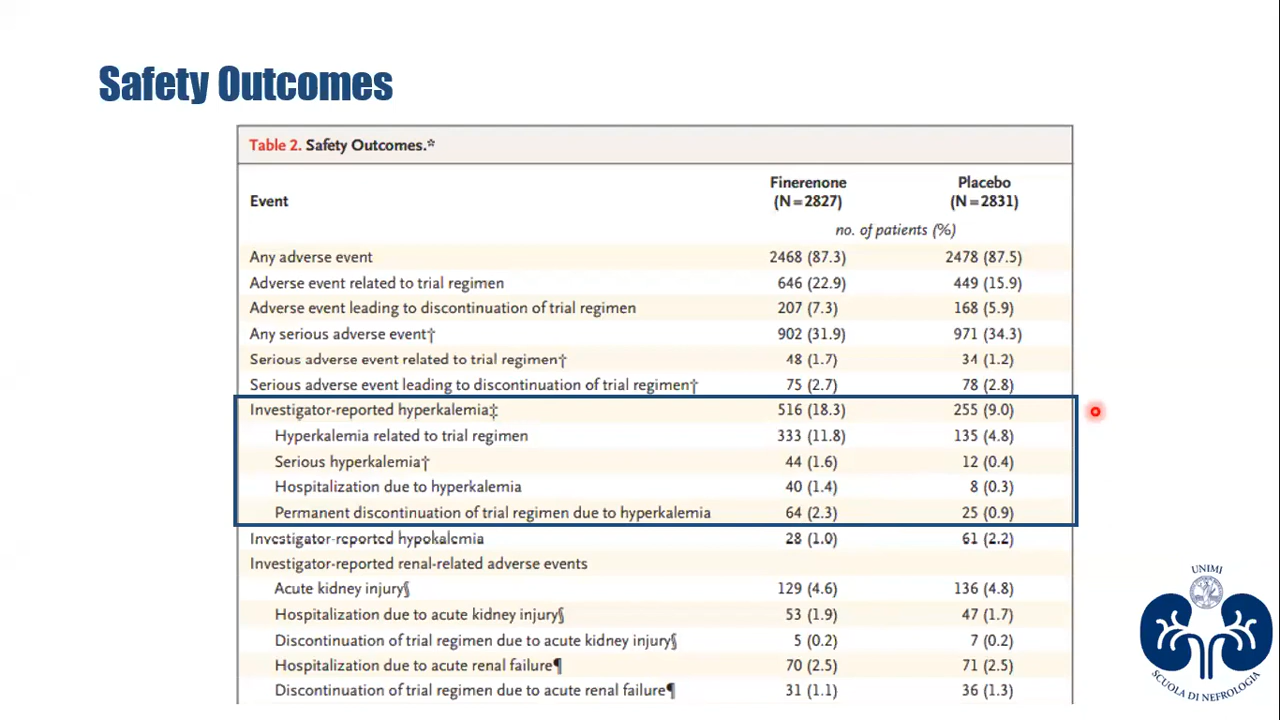 Safety Outcomes
Table 2. Safety Outcomes.*
Event Finerenone (N=2827) Placebo (N=2831)
no. of patients (%)
Any adverse event 2468 (87.3) 2478 (87.5)
Adverse event related to trial regimen 646 (22.9) 449 (15.9)
Adverse event leading to discontinuation of trial regimen 207 (7.3) 168 (5.9)
Any serious adverse event† 902 (31.9) 971 (34.3)
Serious adverse event related to trial regimen† 48 (1.7) 34 (1.2)
Serious adverse event leading to discontinuation of trial regimen† 75 (2.7) 78 (2.8)
Investigator-reported hyperkalemia‡ 516 (18.3) 255 (9.0)
Hyperkalemia related to trial regimen 333 (11.8) 135 (4.8)
Serious hyperkalemia† 44 (1.6) 12 (0.4)
Hospitalization due to hyperkalemia 40 (1.4) 8 (0.3)
Permanent discontinuation of trial regimen due to hyperkalemia 64 (2.3) 25 (0.9)
Investigator-reported hypokalemia 28 (1.0) 61 (2.2)
Investigator-reported renal-related adverse events
Acute kidney injury§ 129 (4.6) 136 (4.8)
Hospitalization due to acute kidney injury§ 53 (1.9) 47 (1.7)
Discontinuation of trial regimen due to acute kidney injury§ 5 (0.2) 7 (0.2)
Hospitalization due to acute renal failure¶ 70 (2.5) 71 (2.5)
Discontinuation of trial regimen due to acute renal failure¶ 31 (1.1) 36 (1.3)
UNIMI
SCUOLA DI NEFROLOGIA